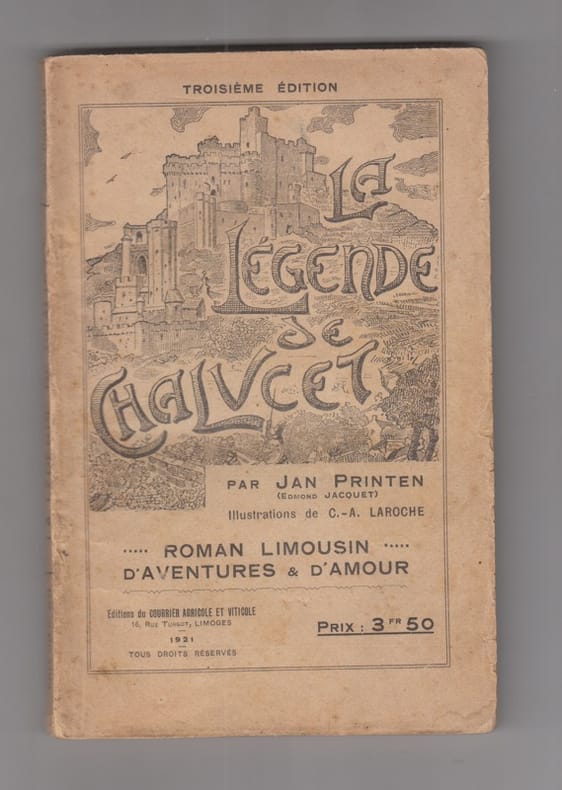 TROISIÈME ÉDITION
LA
LÉGENDE
DE
CHALVCET
PAR JAN PRINTEN
(EDMOND JACQUET)
Illustrations de C.-A. LAROCHE
..... ROMAN LIMOUSIN .....
D'AVENTURES & D'AMOUR
Editions du COURRIER AGRICOLE ET VITICOLE
16, RUE TURGOT, LIMOGES
1921
TOUS DROITS RÉSERVÉS
PRIX : 3 FR 50